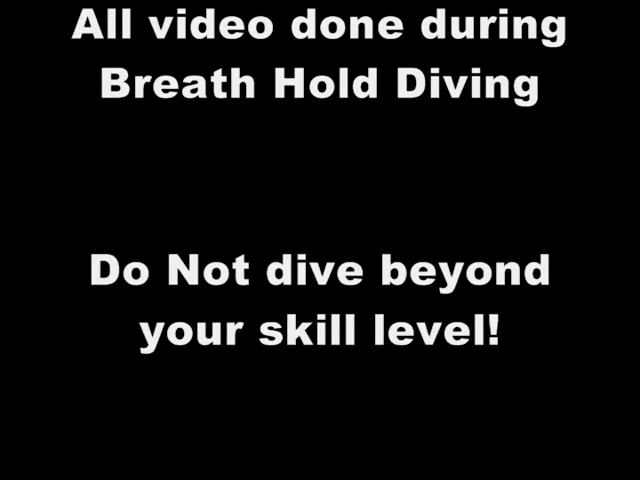 All video done during
Breath Hold Diving
Do Not dive beyond
your skill level!